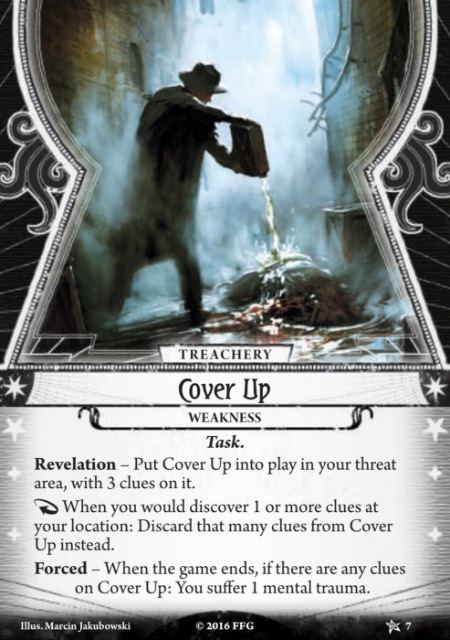 TREACHERY
Cover Up
WEAKNESS
Task.
Revelation – Put Cover Up into play in your threat
area, with 3 clues on it.
When you would discover 1 or more clues at
your location: Discard that many clues from Cover
Up instead.
Forced – When the game ends, if there are any clues
on Cover Up: You suffer 1 mental trauma.
Illus. Marcin Jakubowski © 2016 FFG 7